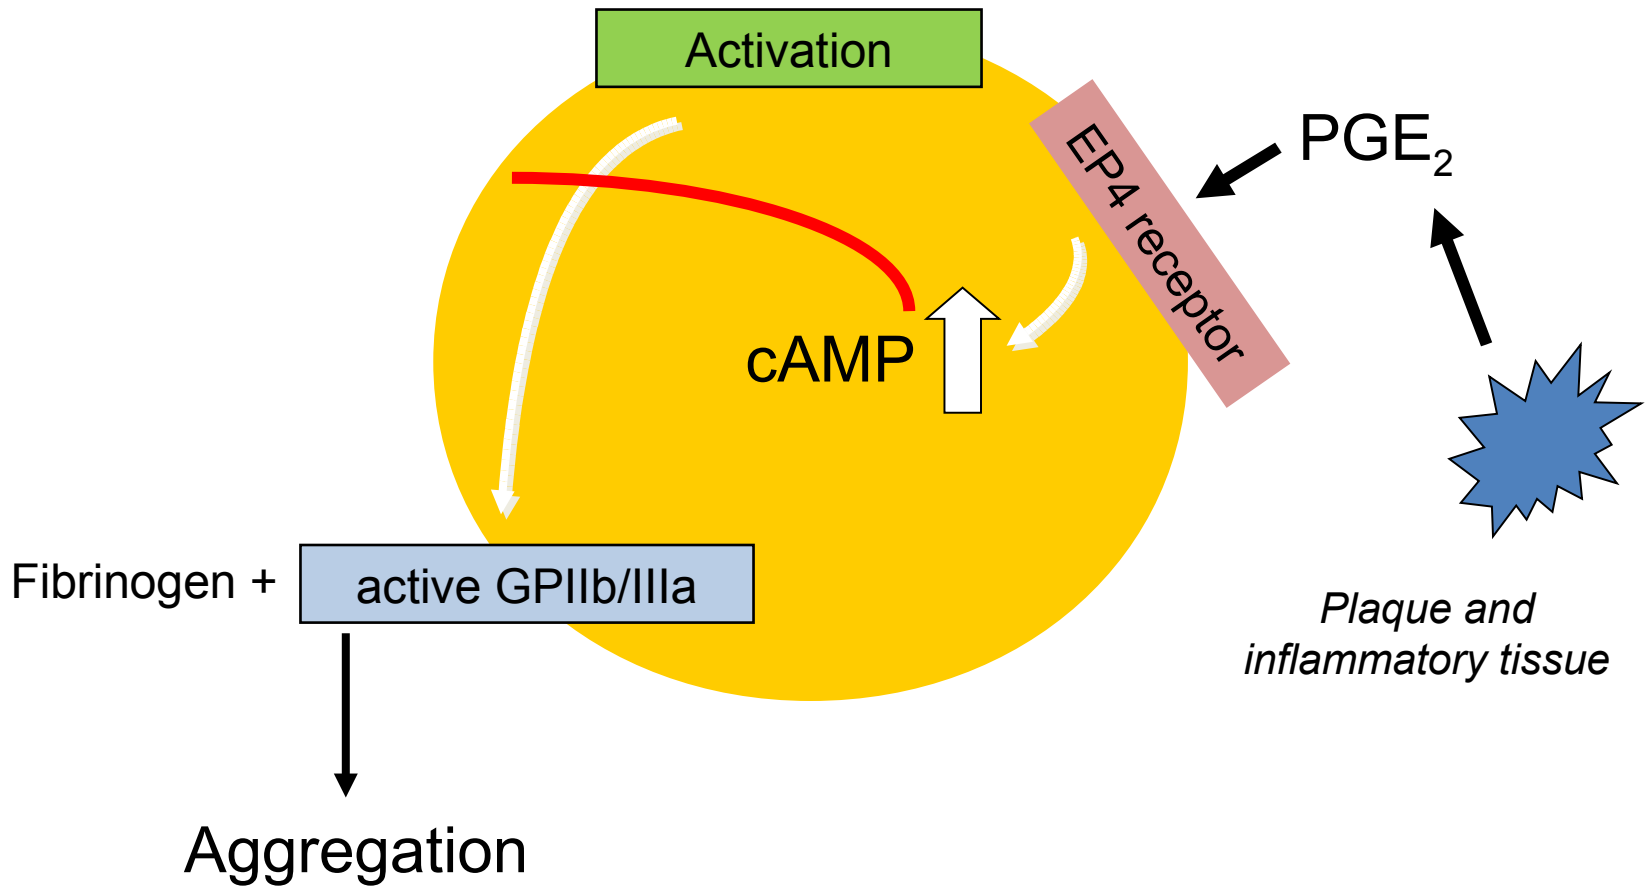 Activation
EP4 receptor
PGE₂
cAMP
Fibrinogen +
active GPIIb/IIIa
Plaque and
inflammatory tissue
Aggregation